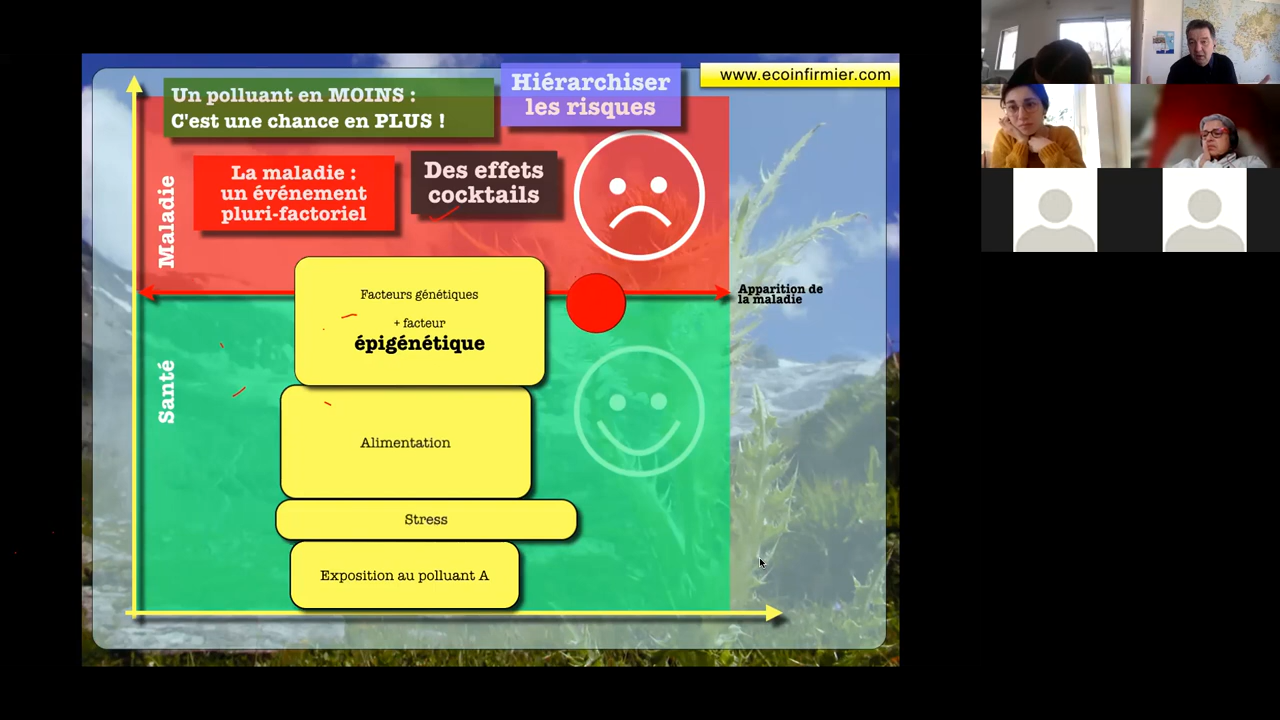 www.ecoinfirmier.com
Un polluant en MOINS :
C'est une chance en PLUS !
Hiérarchiser
les risques
La maladie :
un événement
pluri-factoriel
Des effets
cocktails
Maladie
Apparition de
la maladie
Facteurs génétiques
+ facteur
épigénétique
Santé
Alimentation
Stress
Exposition au polluant A